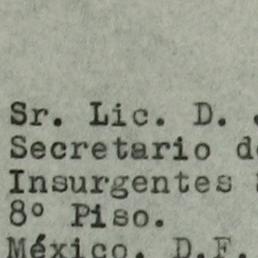 Sr. Lic. D.
Secretario
Insurgentes
8º Piso.
México, D.F.